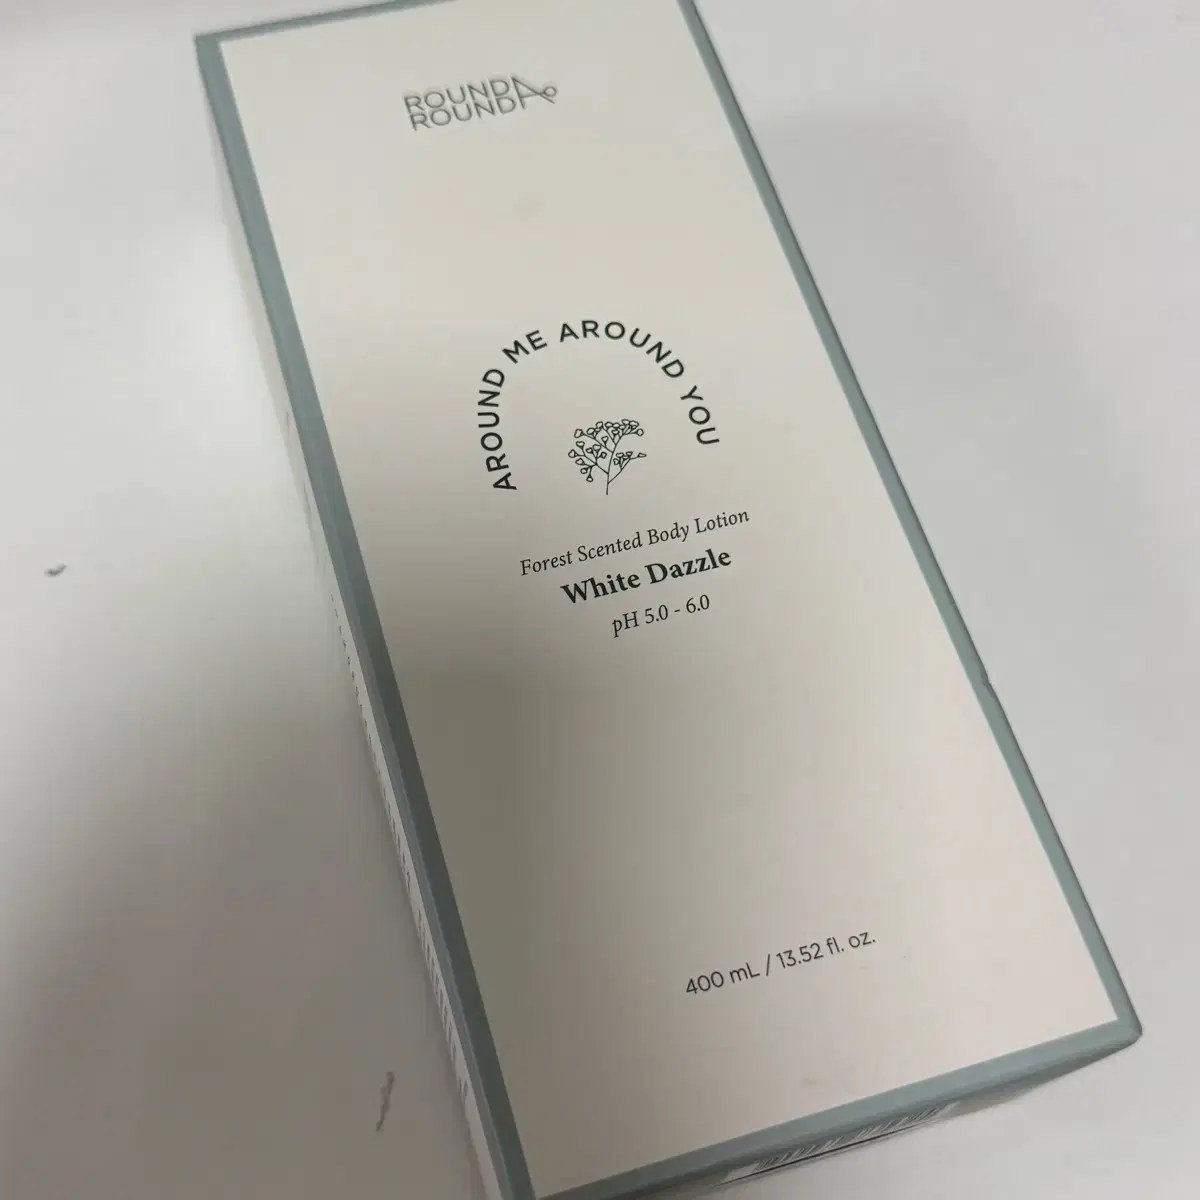 ROUND A
ROUND
AROUND ME AROUND YOU
Forest Scented Body Lotion
White Dazzle
pH 5.0 - 6.0
400 mL / 13.52 fl. oz.